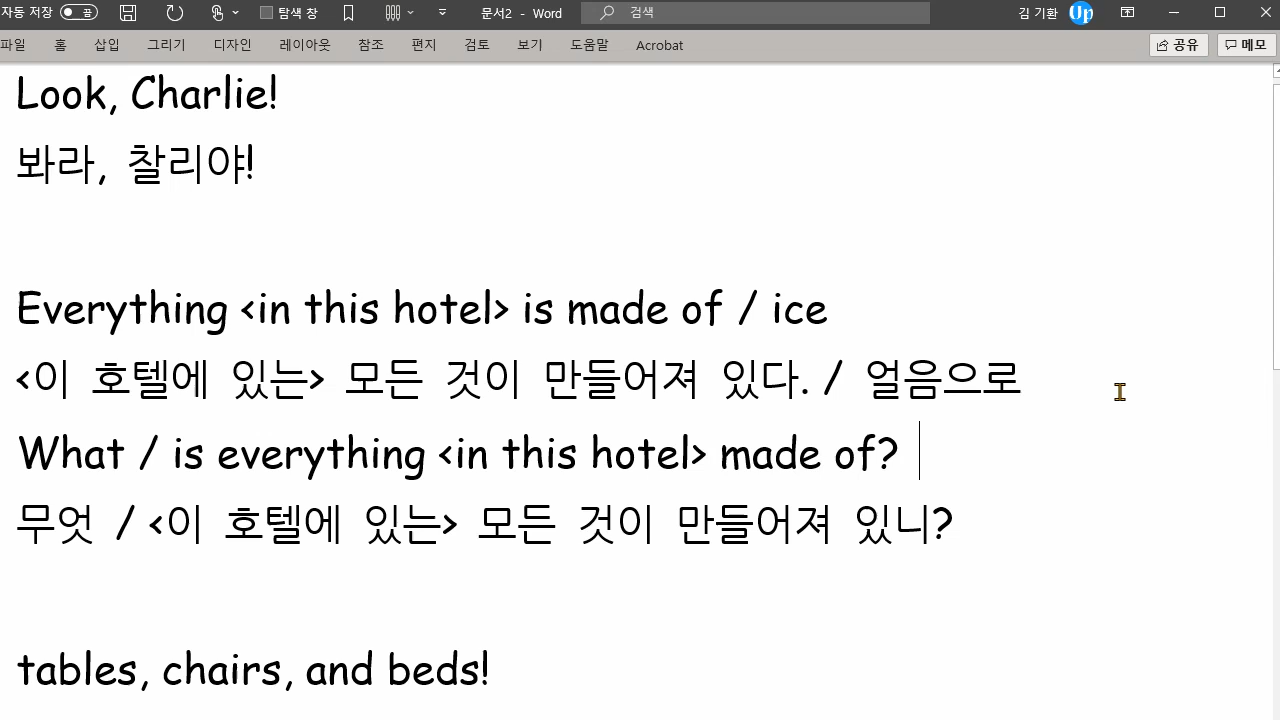 자동 저장 끔 탐색 창 문서2 - Word 검색 김 기환 Up
파일 홈 삽입 그리기 디자인 레이아웃 참조 편지 검토 보기 도움말 Acrobat 공유 메모
Look, Charlie!
봐라, 찰리야!
Everything <in this hotel> is made of / ice
<이 호텔에 있는> 모든 것이 만들어져 있다. / 얼음으로
What / is everything <in this hotel> made of?
무엇 / <이 호텔에 있는> 모든 것이 만들어져 있니?
tables, chairs, and beds!